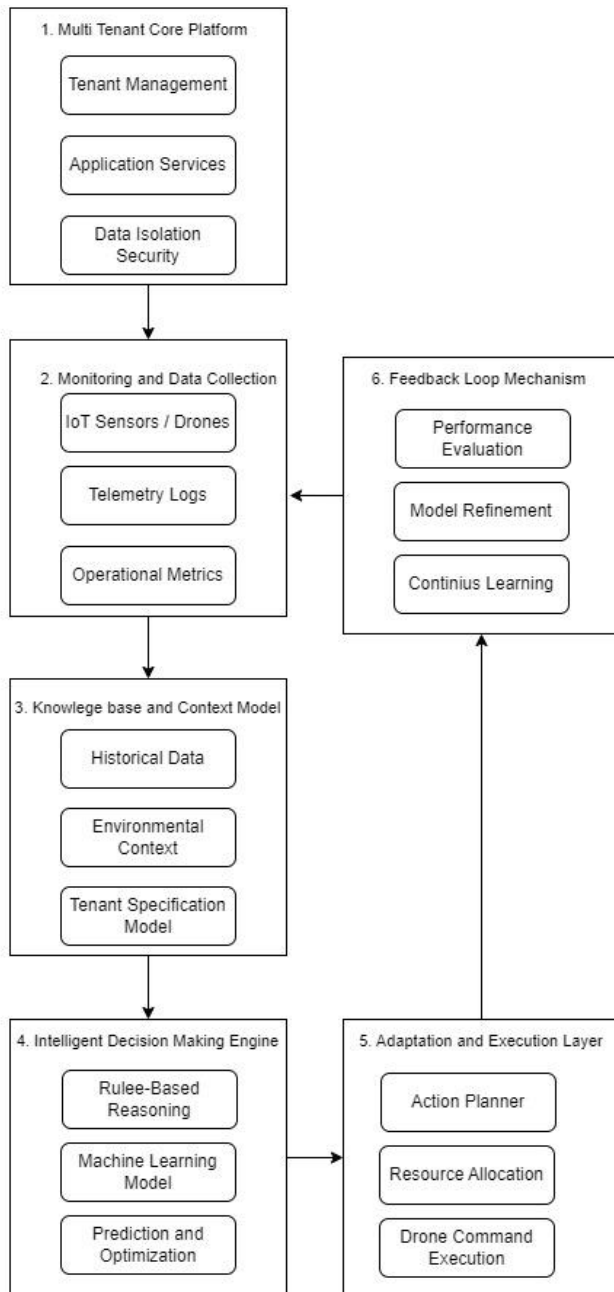 1. Multi Tenant Core Platform
Tenant Management
Application Services
Data Isolation
Security
2. Monitoring and Data Collection
IoT Sensors / Drones
Telemetry Logs
Operational Metrics
3. Knowlege base and Context Model
Historical Data
Environmental
Context
Tenant Specification
Model
4. Intelligent Decision Making Engine
Rulee-Based
Reasoning
Machine Learning
Model
Prediction and
Optimization
5. Adaptation and Execution Layer
Action Planner
Resource Allocation
Drone Command
Execution
6. Feedback Loop Mechanism
Performance
Evaluation
Model Refinement
Continius Learning